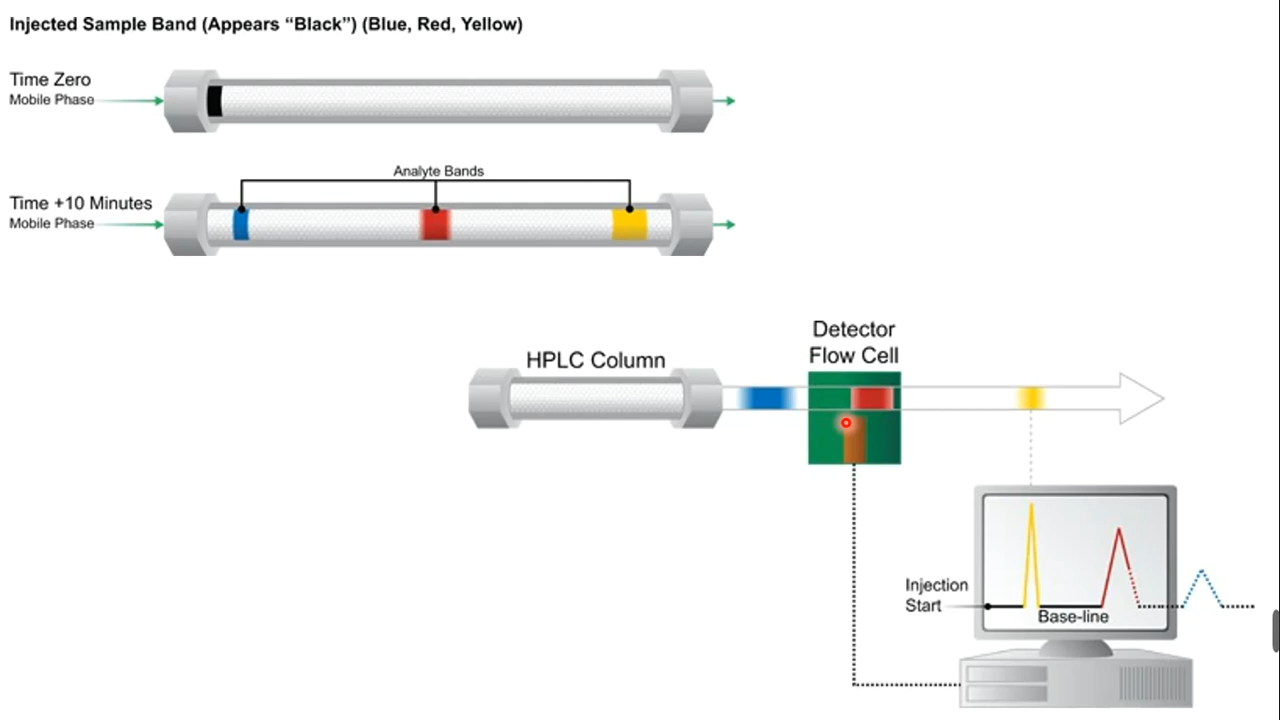 Injected Sample Band (Appears “Black”) (Blue, Red, Yellow)
Time Zero
Mobile Phase
Analyte Bands
Time +10 Minutes
Mobile Phase
Detector
Flow Cell
HPLC Column
Injection
Start
Base-line